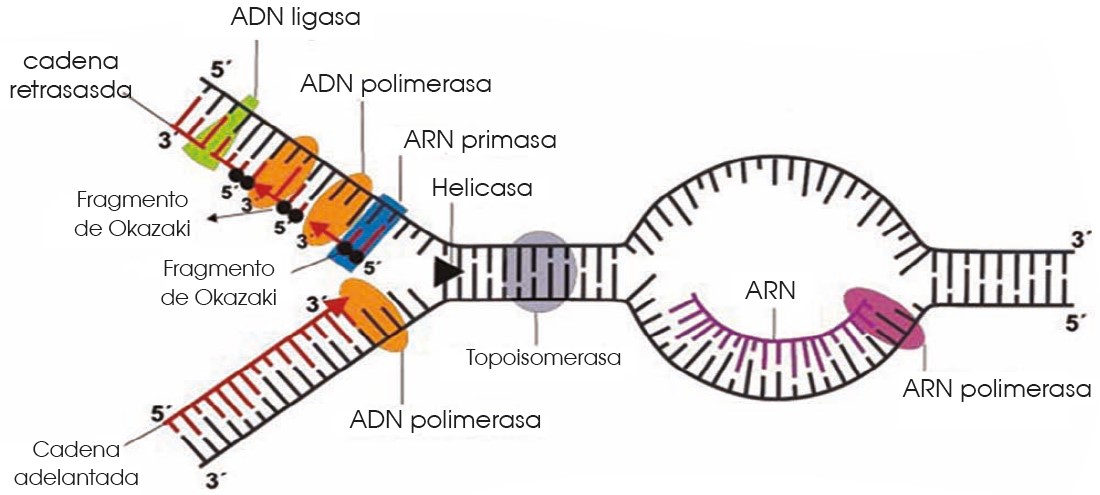 ADN ligasa
cadena
retrasasda
5´
ADN polimerasa
3´
ARN primasa
Helicasa
5´
3´
Fragmento
de Okazaki
5´
3´
5´
Fragmento
de Okazaki
3´
ARN
3´
5´
Topoisomerasa
ARN polimerasa
5´
ADN polimerasa
Cadena
adelantada
3´